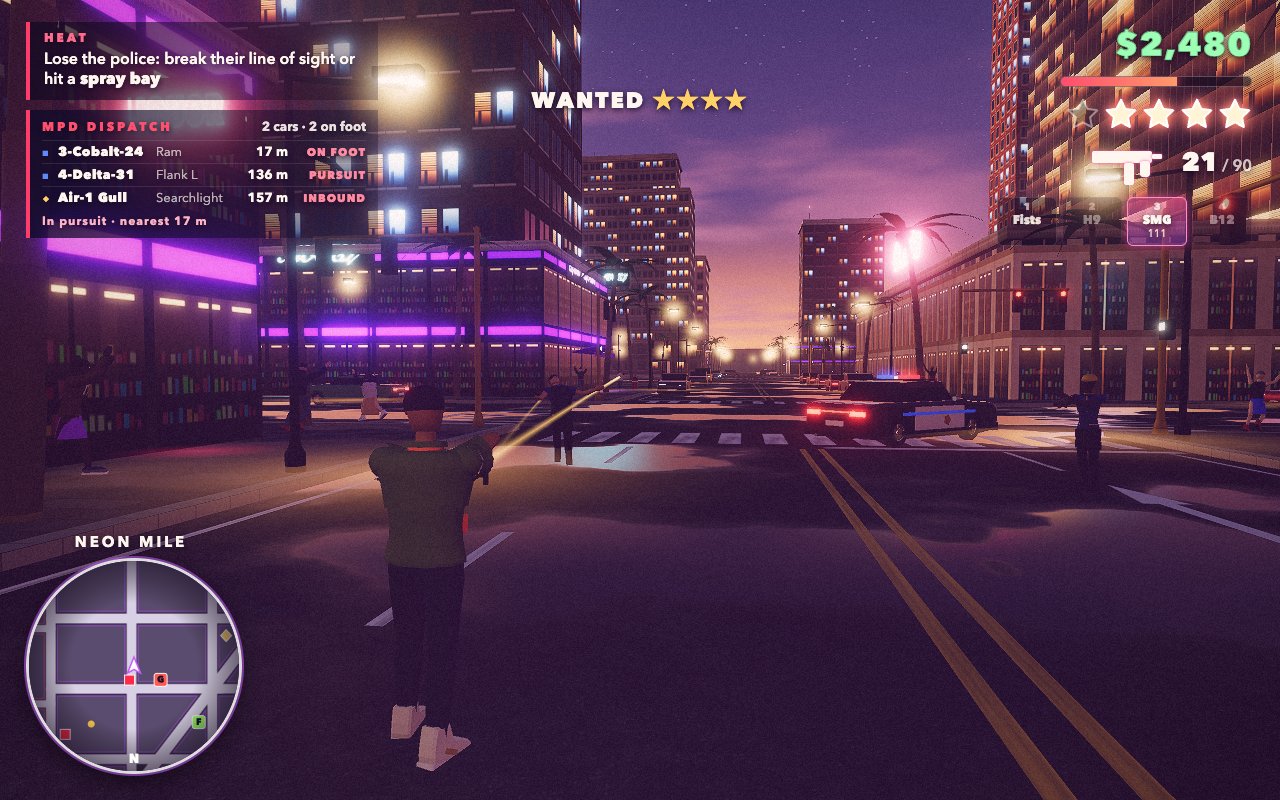 HEAT
Lose the police: break their line of sight or
hit a spray bay
MPD DISPATCH 2 cars · 2 on foot
3-Cobalt-24 Ram 17 m ON FOOT
4-Delta-31 Flank L 136 m PURSUIT
Air-1 Gull Searchlight 157 m INBOUND
In pursuit · nearest 17 m
WANTED
$2,480
21 / 90
1 2 3
Fists H9 SMG B12
111
NEON MILE
G
F
N